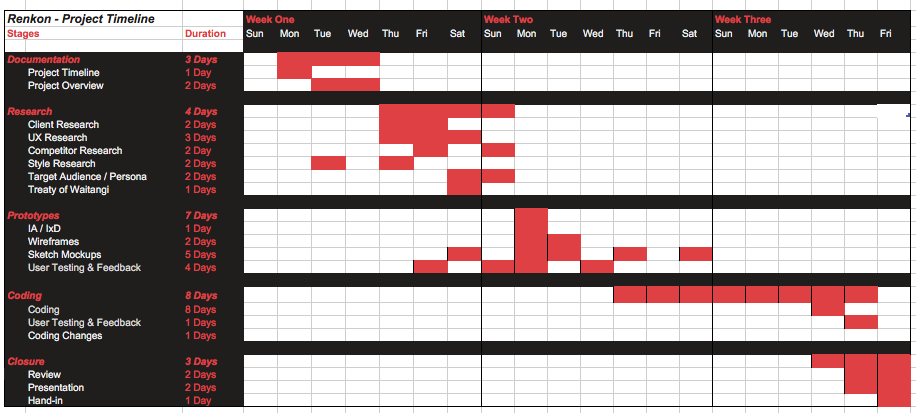 Renkon - Project Timeline Week One Week Two Week Three
Stages Duration Sun Mon Tue Wed Thu Fri Sat Sun Mon Tue Wed Thu Fri Sat Sun Mon Tue Wed Thu Fri
Documentation 3 Days
Project Timeline 1 Day
Project Overview 2 Days
Research 4 Days
Client Research 2 Days
UX Research 3 Days
Competitor Research 2 Day
Style Research 2 Days
Target Audience / Persona 2 Days
Treaty of Waitangi 1 Days
Prototypes 7 Days
IA / IxD 1 Day
Wireframes 2 Days
Sketch Mockups 5 Days
User Testing & Feedback 4 Days
Coding 8 Days
Coding 8 Days
User Testing & Feedback 1 Days
Coding Changes 1 Days
Closure 3 Days
Review 2 Days
Presentation 2 Days
Hand-in 1 Day